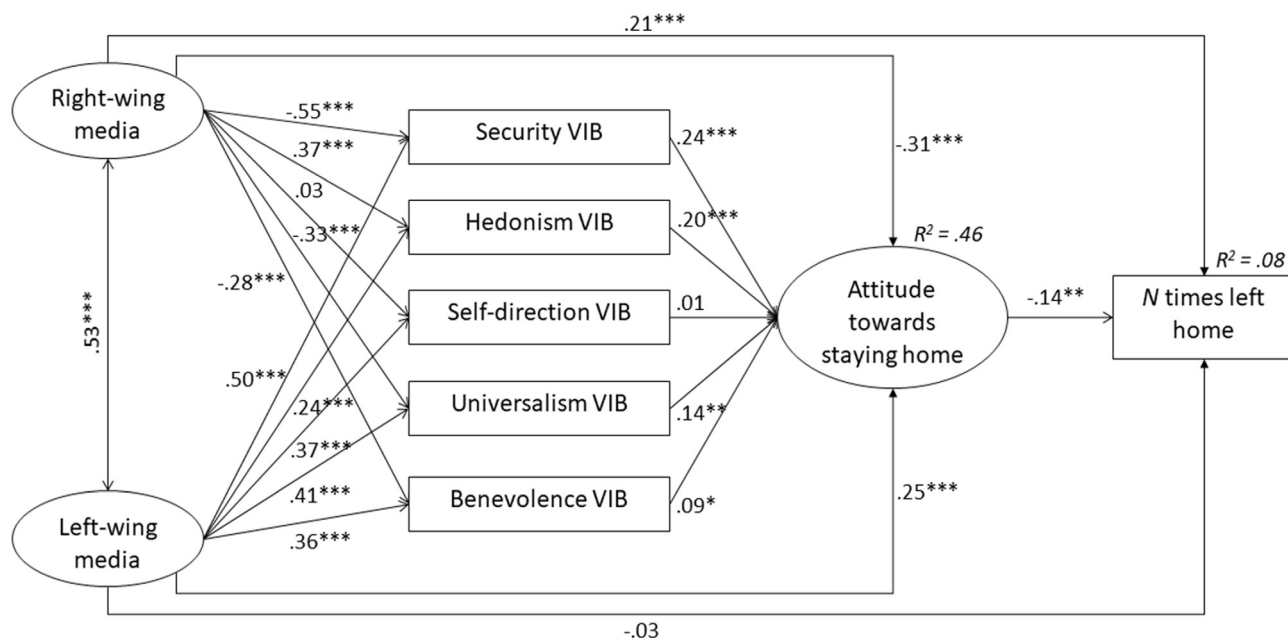 .21***
Right-wing
media
-.55***
.37***
.03
-.33***
-.28***
.53***
.50***
.24***
.37***
.41***
.36***
Left-wing
media
Security VIB
Hedonism VIB
Self-direction VIB
Universalism VIB
Benevolence VIB
.24***
.20***
.01
.14**
.09*
-.31***
R² = .46
Attitude
towards
staying home
.25***
-.14**
R² = .08
N times left
home
-.03